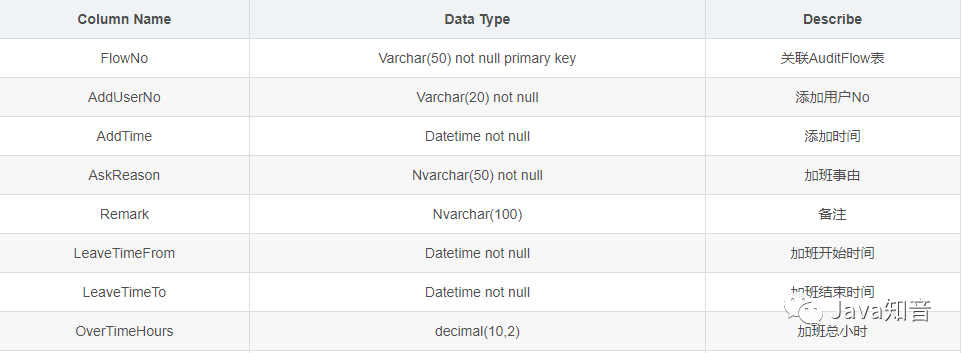 Column Name Data Type Describe
FlowNo Varchar(50) not null primary key 关联AuditFlow表
AddUserNo Varchar(20) not null 添加用户No
AddTime Datetime not null 添加时间
AskReason Nvarchar(50) not null 加班事由
Remark Nvarchar(100) 备注
LeaveTimeFrom Datetime not null 加班开始时间
LeaveTimeTo Datetime not null 加班结束时间
OverTimeHours decimal(10,2) 加班总小时
Java知音